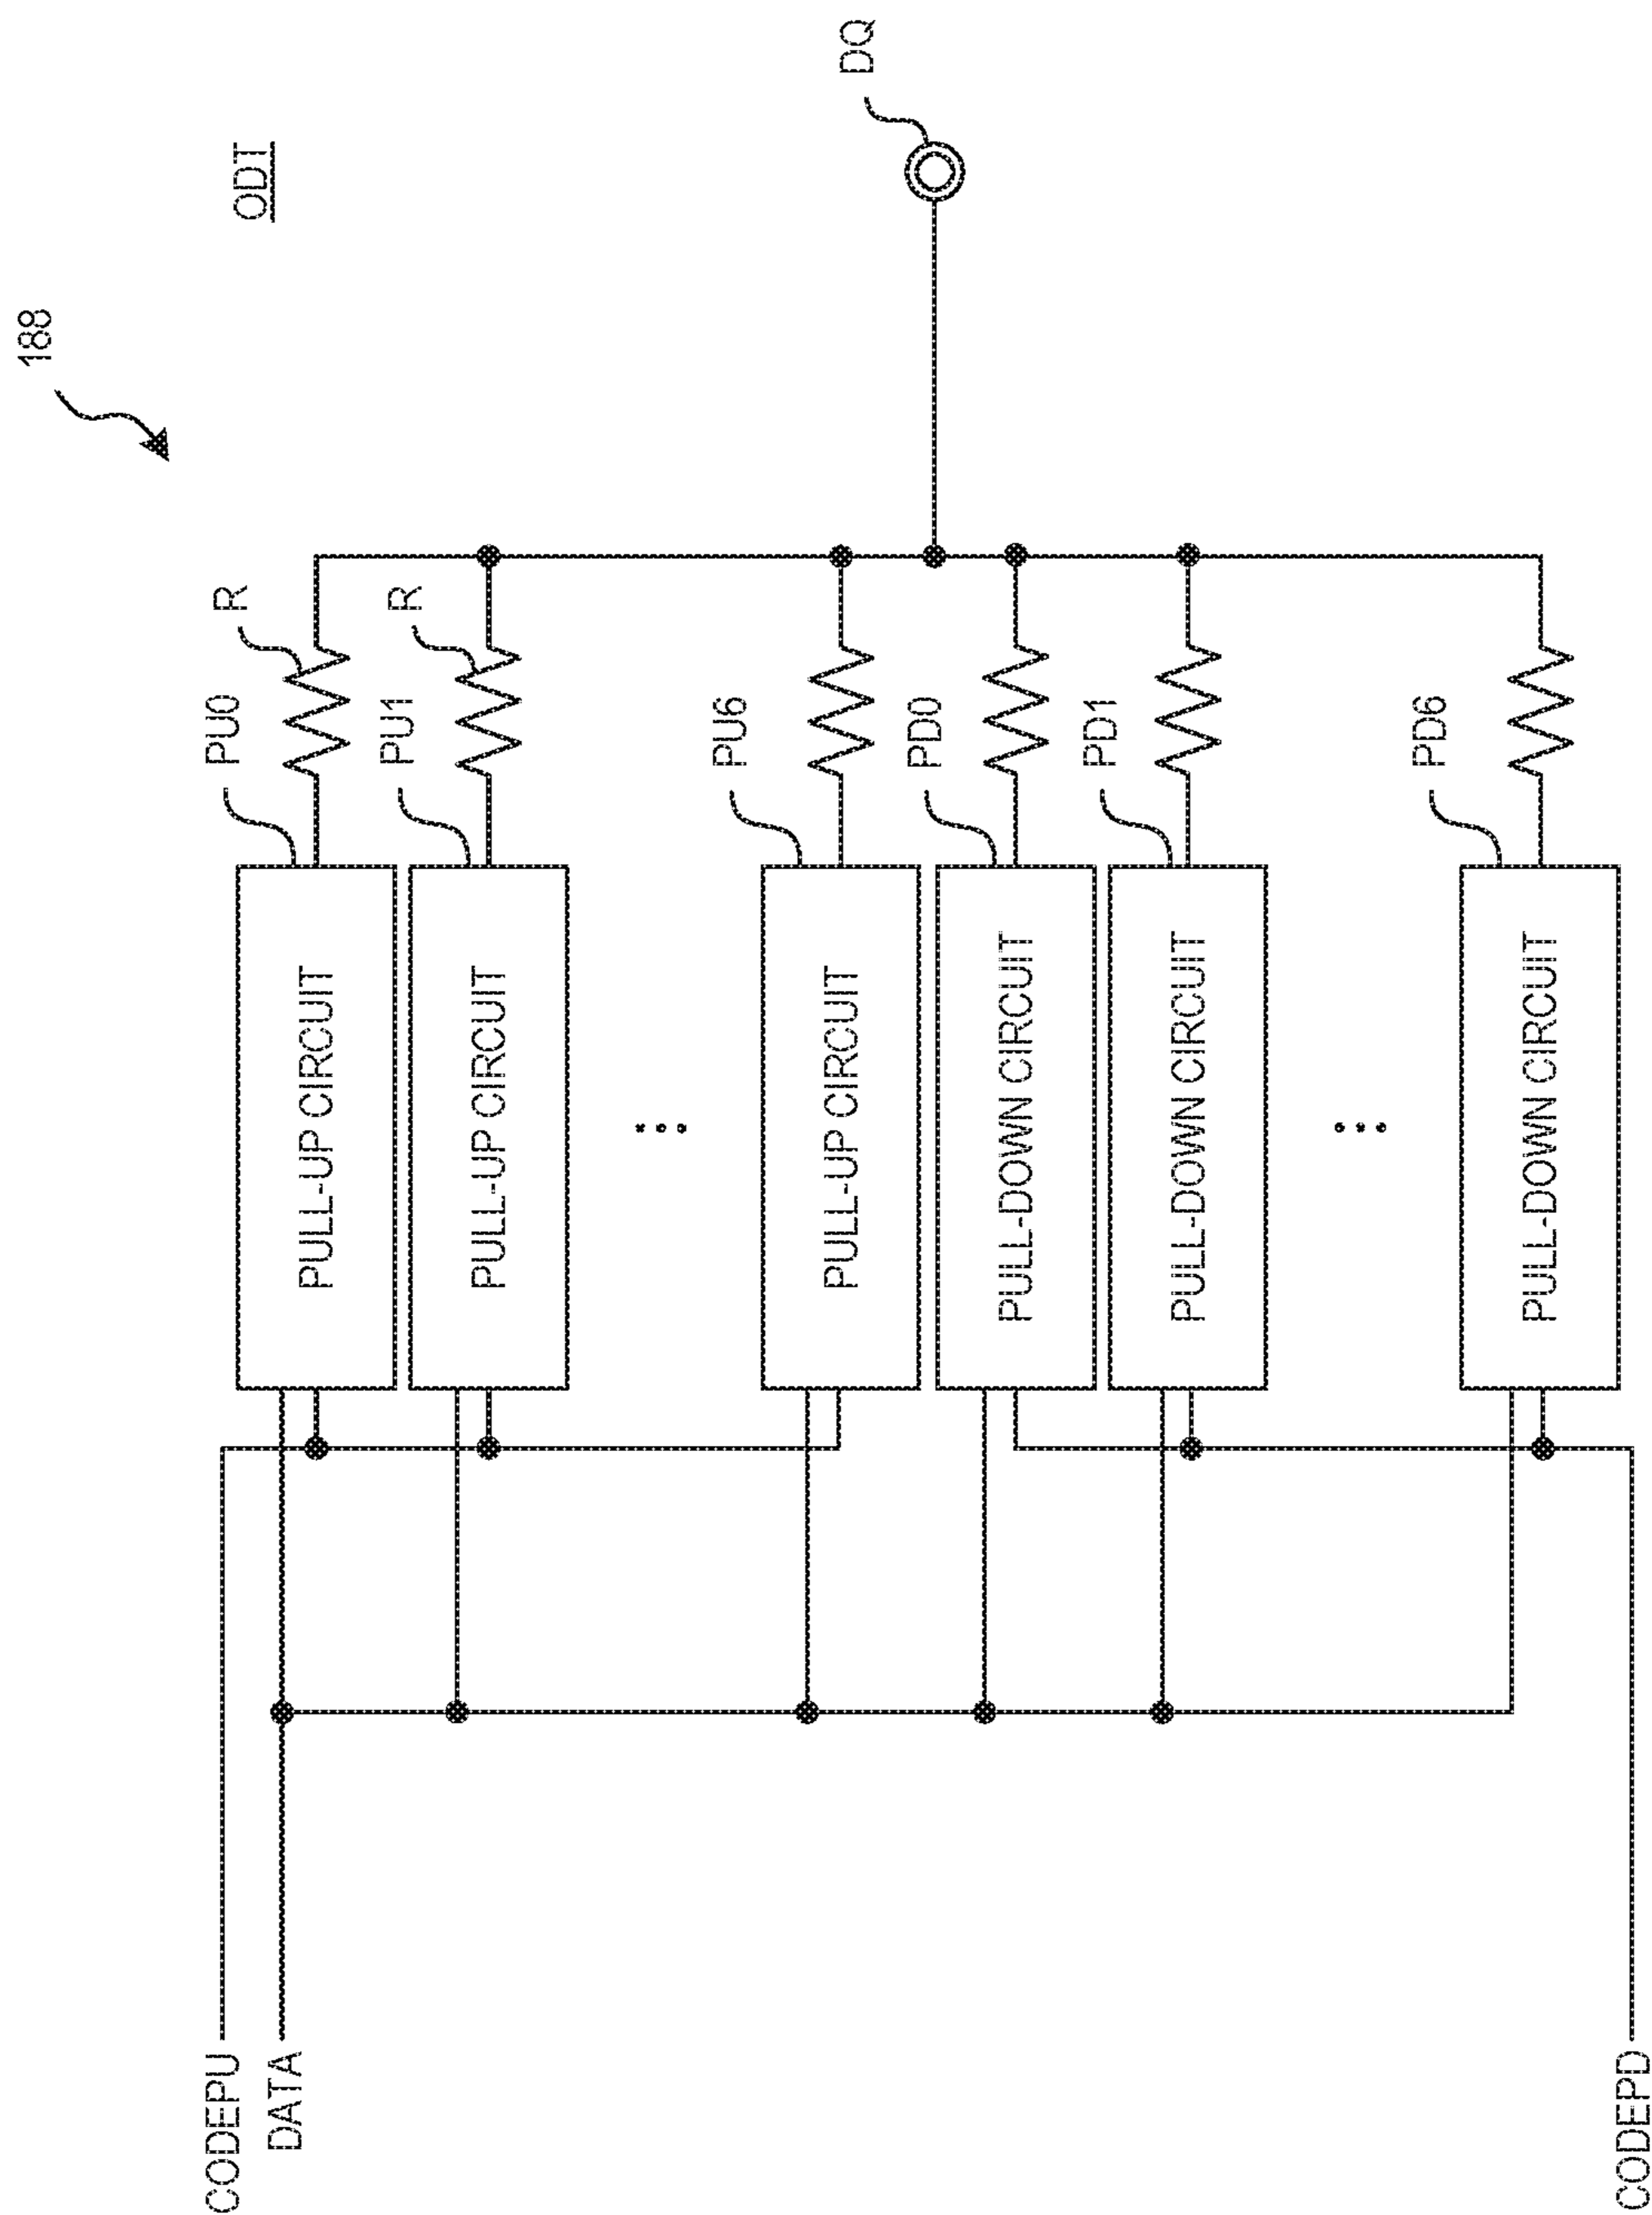 188
ODT
CODEPU
DATA
PULL-UP CIRCUIT
PU0
R
PULL-UP CIRCUIT
PU1
R
PULL-UP CIRCUIT
PU6
DQ
PULL-DOWN CIRCUIT
PD0
PULL-DOWN CIRCUIT
PD1
PULL-DOWN CIRCUIT
PD6
CODEPD